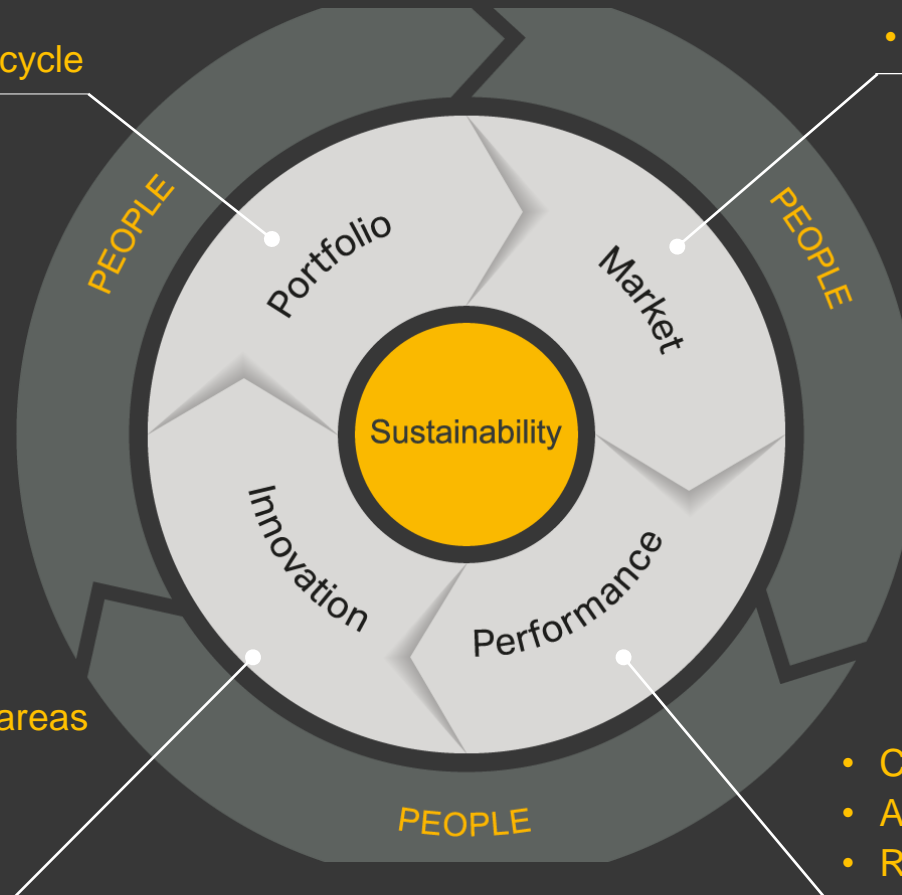 cycle
•
PEOPLE
PEOPLE
Portfolio
Market
Sustainability
Innovation
Performance
areas
• C
• A
• R
PEOPLE